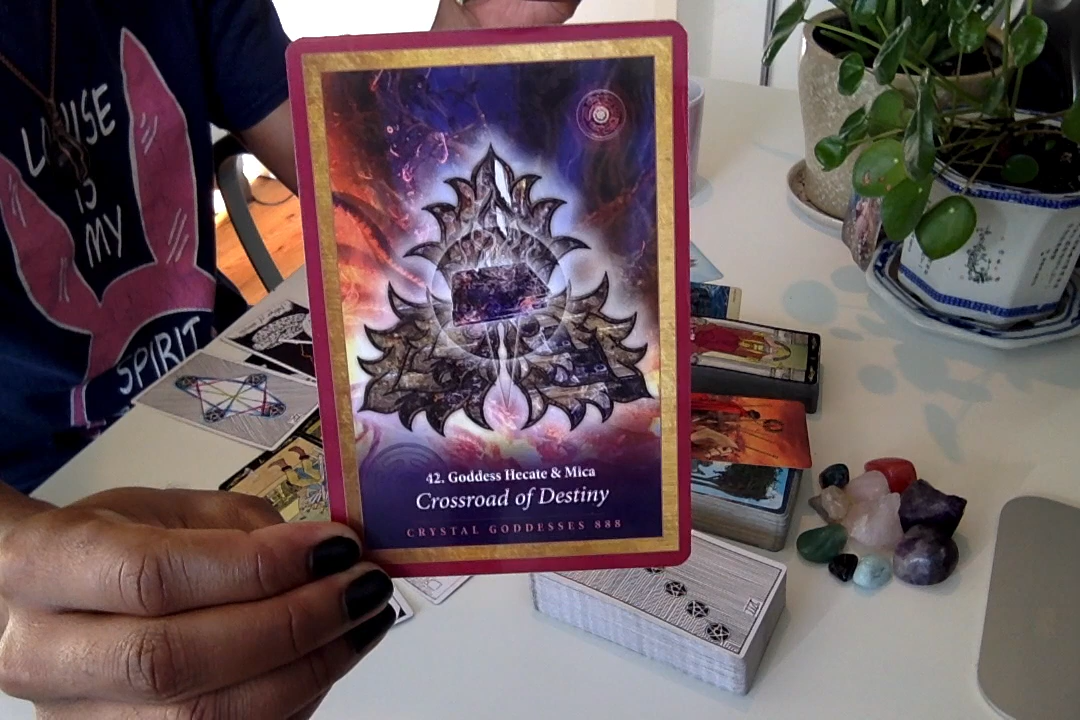 LOUISE
IS
MY
SPIRIT
42. Goddess Hecate & Mica
Crossroad of Destiny
CRYSTAL GODDESSES 888